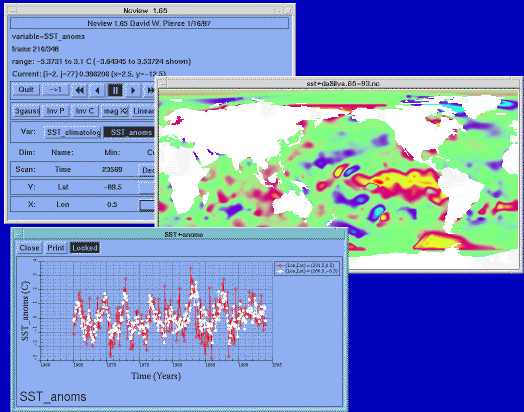 Ncview 1.65
Ncview 1.65 David W. Pierce 1/16/97
variable=SST_anoms
frame 216/348
range: -5.3731 to 3.1 C (-3.64345 to 3.53724 shown)
Current: (i=2, j=77) 0.396206 (x=2.5, y=-12.5)
Quit ->1
3gauss Inv P Inv C mag X2 Linear
Var: SST_climatolog SST_anoms
Dim: Name: Min:
Scan: Time 23569
Y: Lat -89.5
X: Lon 0.5
sst+daSilva.05-93.nc
SST+anoms
Close Print Locked
SST_anoms (C)
Time (Years)
SST_anoms